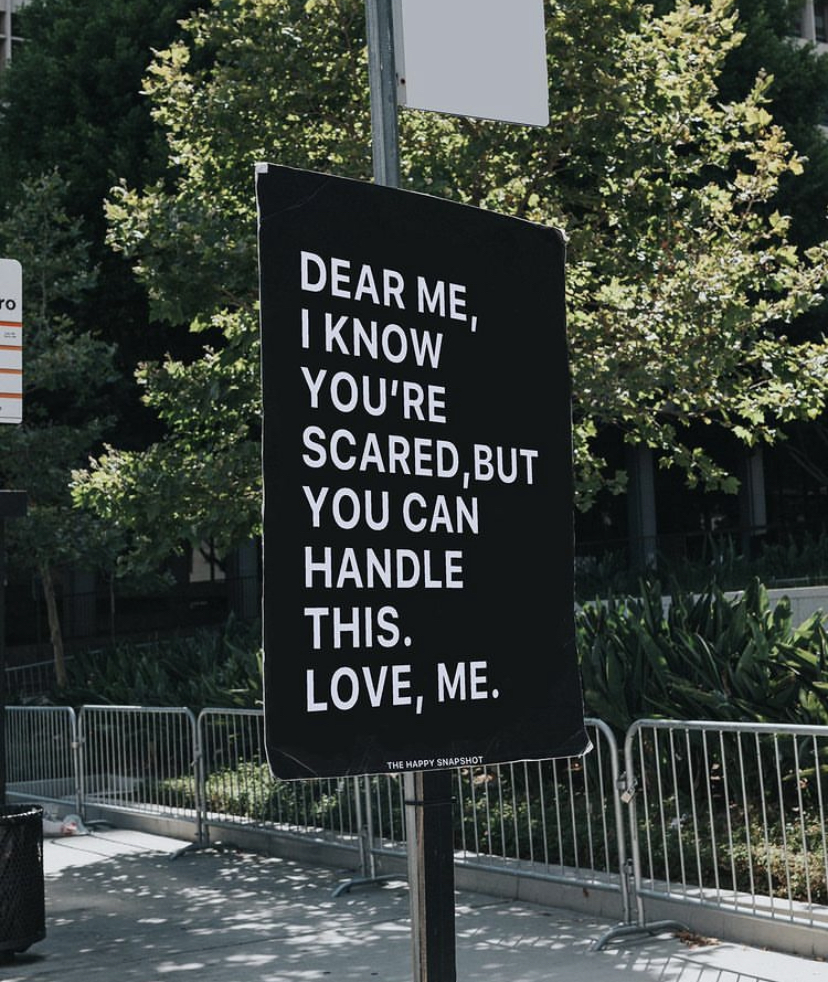 DEAR ME,
I KNOW
YOU'RE
SCARED,BUT
YOU CAN
HANDLE
THIS.
LOVE, ME.
THE HAPPY SNAPSHOT
ro